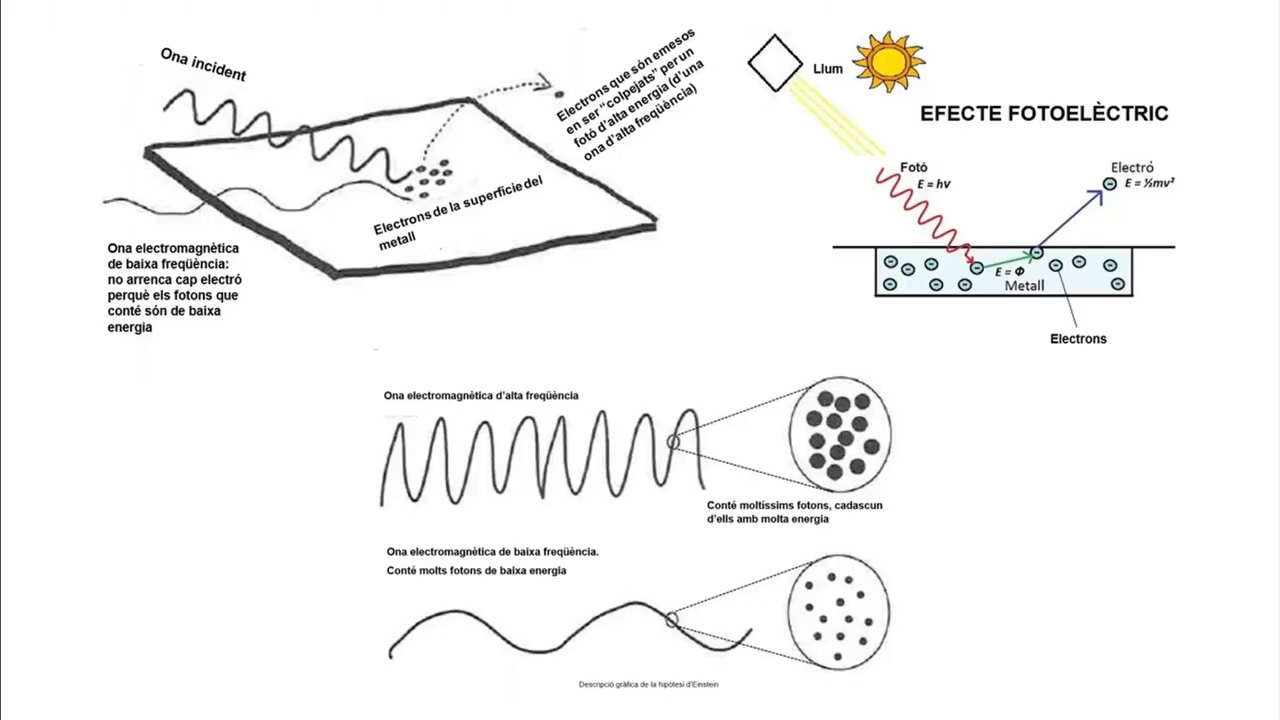 Ona incident
Electrons que són emesos
en ser “colpejats” per un
fotó d’alta energia (d’una
ona d’alta freqüència)
Electrons de la superfície del
metall
Ona electromagnètica
de baixa freqüència:
no arrenca cap electró
perquè els fotons que
conté són de baixa
energia
Llum
EFECTE FOTOELÈCTRIC
Fotó
E = hν
Electró
E = ½mv²
E = Φ
Metall
Electrons
Ona electromagnètica d’alta freqüència
Conté moltíssims fotons, cadascun
d’ells amb molta energia
Ona electromagnètica de baixa freqüència.
Conté molts fotons de baixa energia
Descripció gràfica de la hipòtesi d’Einstein